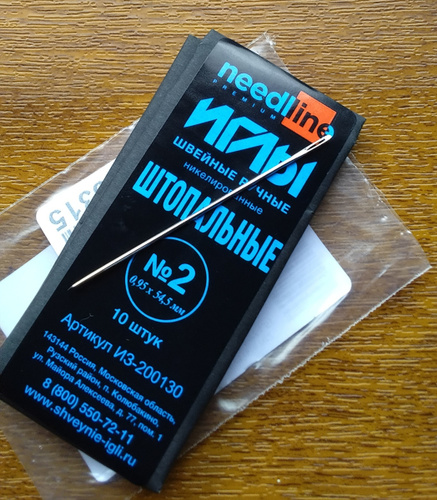 needlıne
PREMIUM
ИГЛЫ
ШВЕЙНЫЕ РУЧНЫЕ
никелированные
ШТОПАЛЬНЫЕ
№2
0,95 x 54,5 мм
10 штук
Артикул ИЗ-200130
143144 Россия, Московская область,
Рузский район, п. Колюбакино,
ул. Майора Алексеева, д. 77, пом. 1
8 (800) 550-72-11
www.shveynie-igli.ru